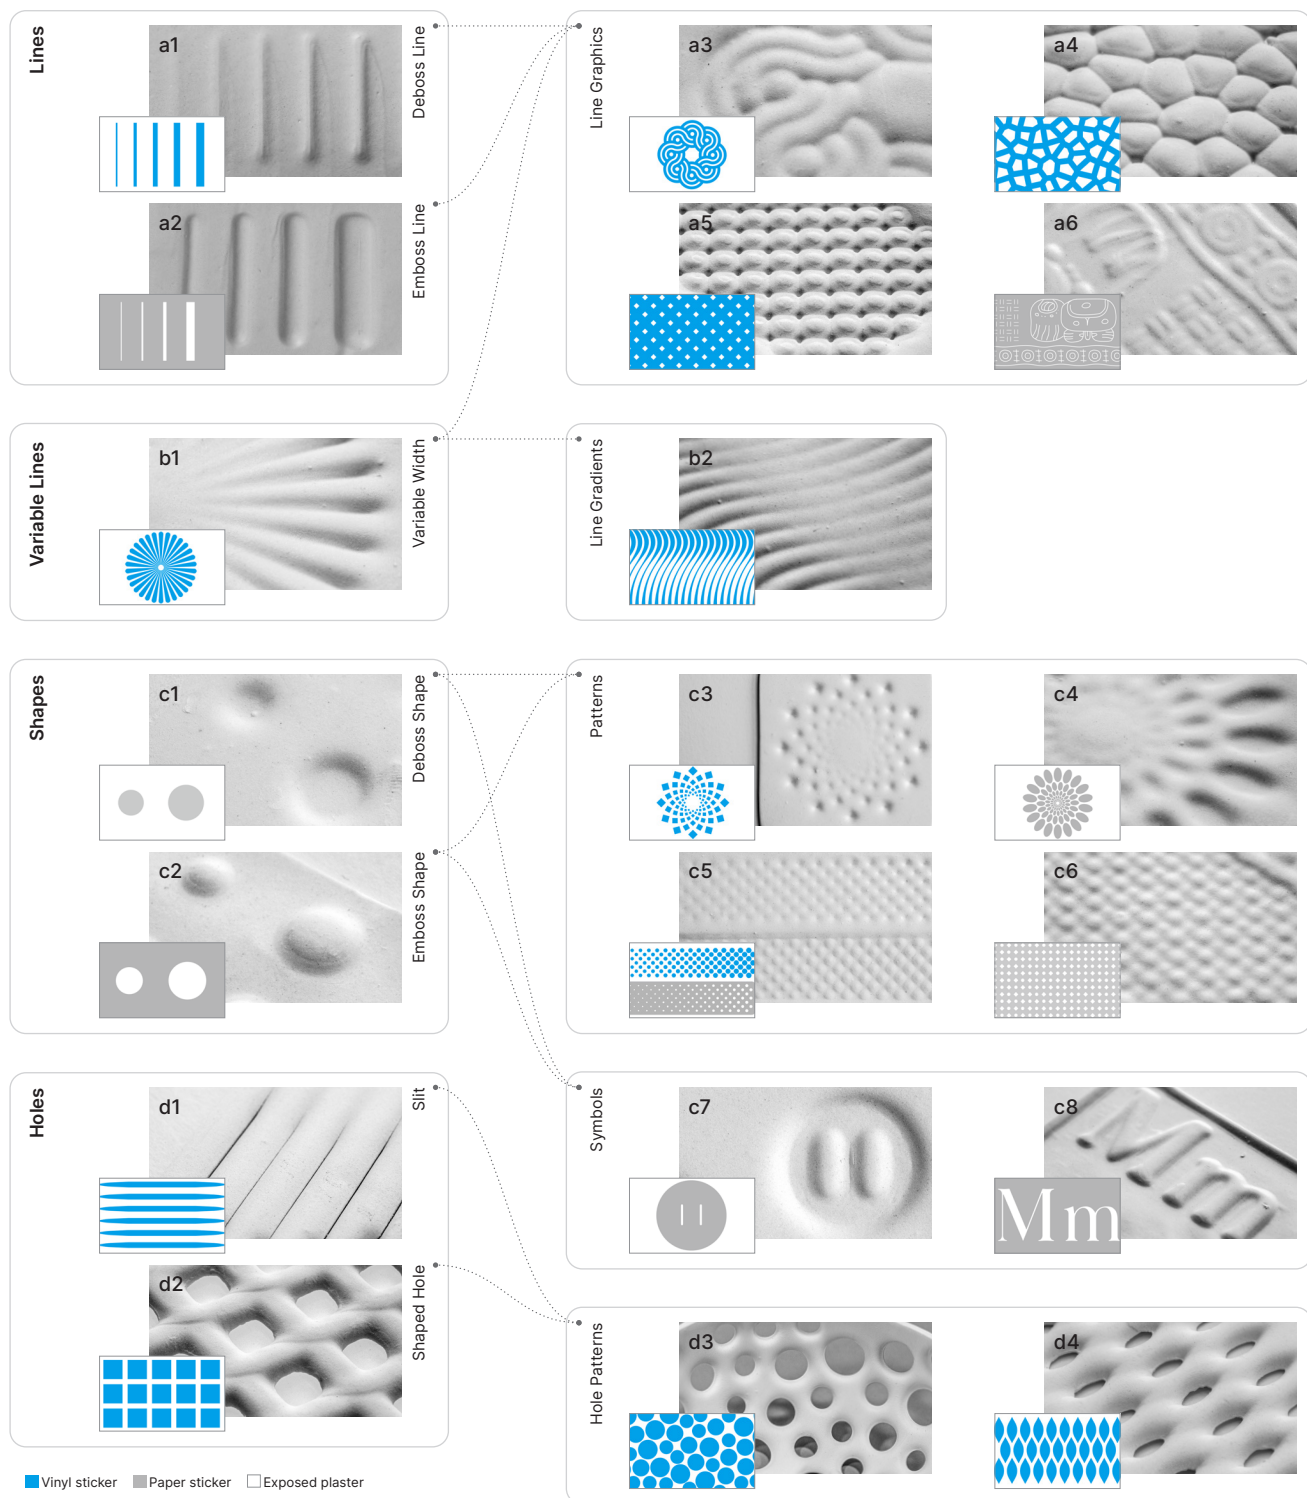 Lines
a1
Deboss Line
a2
Emboss Line
Line Graphics
a3
a4
a5
a6
Variable Lines
b1
Variable Width
Line Gradients
b2
Shapes
c1
Deboss Shape
c2
Emboss Shape
Patterns
c3
c4
c5
c6
Holes
d1
Slit
d2
Shaped Hole
Symbols
c7
c8
Mm
Mm
Hole Patterns
d3
d4
Vinyl sticker
Paper sticker
Exposed plaster